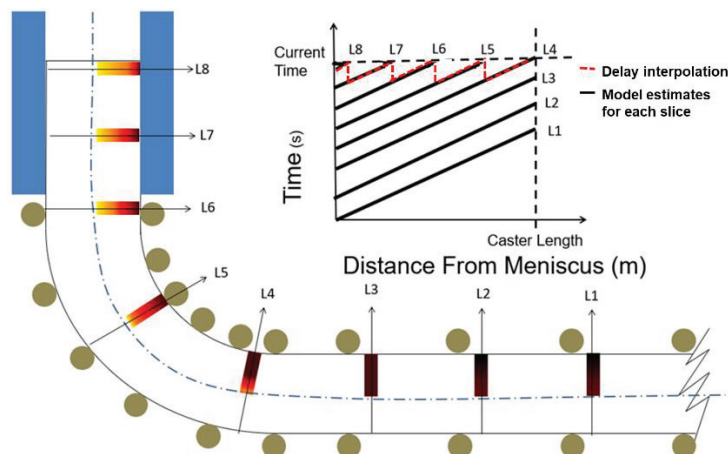 L8
L7
L6
L5
L4
L3
L2
L1
Current
Time
L8
L7
L6
L5
L4
L3
L2
L1
Time (s)
Caster Length
Distance From Meniscus (m)
Delay interpolation
Model estimates
for each slice